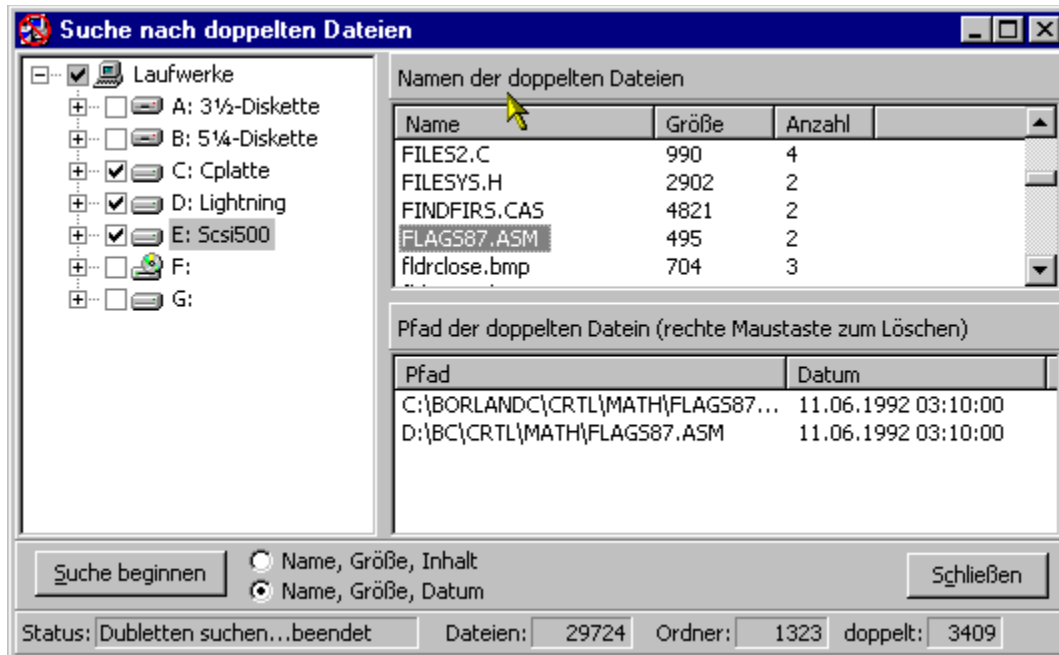 Suche nach doppelten Dateien
Laufwerke
A: 3½-Diskette
B: 5¼-Diskette
C: Cplatte
D: Lightning
E: Scsi500
F:
G:
Namen der doppelten Dateien
Name Größe Anzahl
FILES2.C 990 4
FILESYS.H 2902 2
FINDFIRS.CAS 4821 2
FLAGS87.ASM 495 2
fldrclose.bmp 704 3
Pfad der doppelten Datein (rechte Maustaste zum Löschen)
Pfad Datum
C:\BORLANDC\CRTL\MATH\FLAGS87... 11.06.1992 03:10:00
D:\BC\CRTL\MATH\FLAGS87.ASM 11.06.1992 03:10:00
Suche beginnen
Name, Größe, Inhalt
Name, Größe, Datum
Schließen
Status: Dubletten suchen...beendet Dateien: 29724 Ordner: 1323 doppelt: 3409